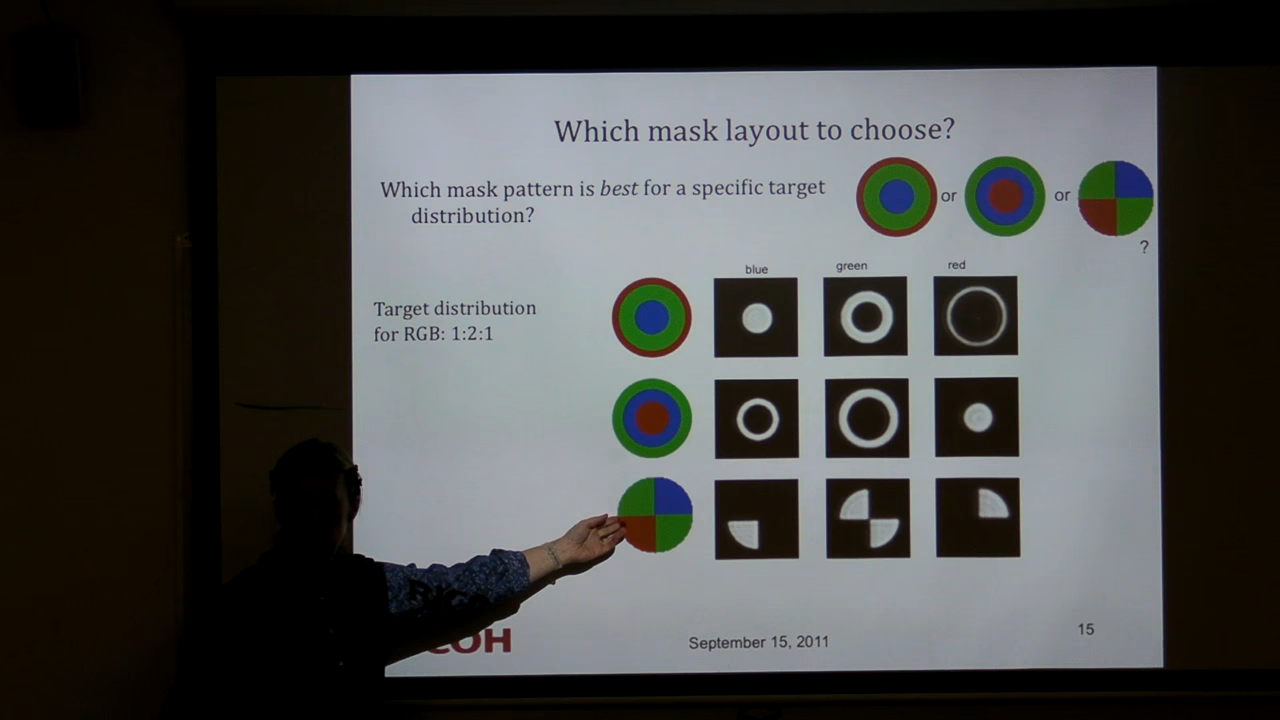 Which mask layout to choose?
Which mask pattern is best for a specific target
distribution?
or
or
?
blue
green
red
Target distribution
for RGB: 1:2:1
COH
September 15, 2011
15